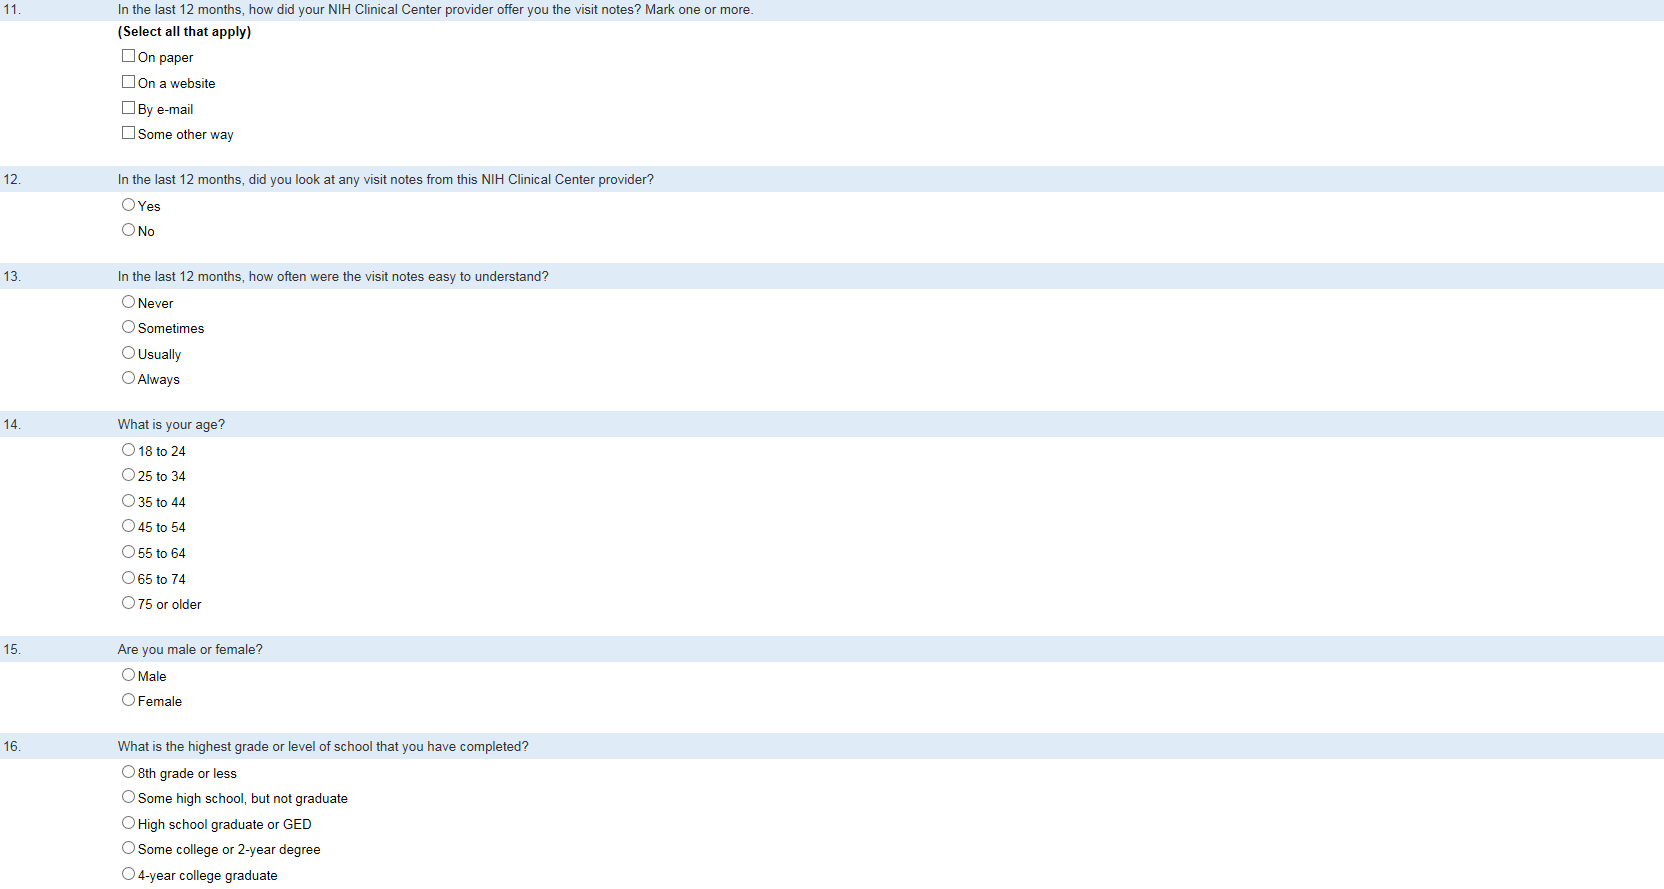 11. In the last 12 months, how did your NIH Clinical Center provider offer you the visit notes? Mark one or more.
(Select all that apply)
On paper
On a website
By e-mail
Some other way
12. In the last 12 months, did you look at any visit notes from this NIH Clinical Center provider?
Yes
No
13. In the last 12 months, how often were the visit notes easy to understand?
Never
Sometimes
Usually
Always
14. What is your age?
18 to 24
25 to 34
35 to 44
45 to 54
55 to 64
65 to 74
75 or older
15. Are you male or female?
Male
Female
16. What is the highest grade or level of school that you have completed?
8th grade or less
Some high school, but not graduate
High school graduate or GED
Some college or 2-year degree
4-year college graduate